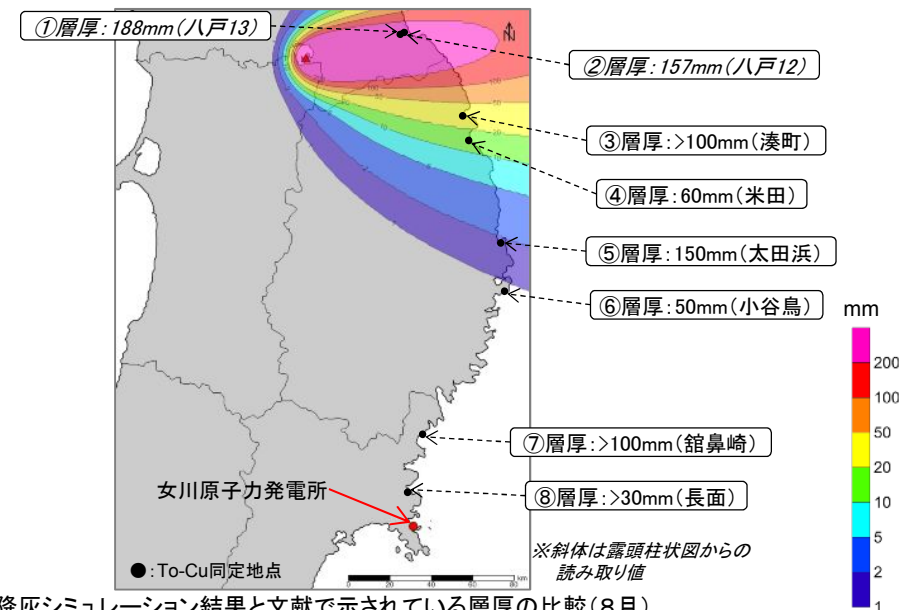 ①層厚:188mm(八戸13)
②層厚:157mm(八戸12)
③層厚:>100mm(湊町)
④層厚:60mm(米田)
⑤層厚:150mm(太田浜)
⑥層厚:50mm(小谷鳥)
mm
200
100
50
20
10
5
2
1
⑦層厚:>100mm(舘鼻崎)
⑧層厚:>30mm(長面)
女川原子力発電所
※斜体は露頭柱状図からの
読み取り値
●:To-Cu同定地点
0 20 40 60 80 km
降灰シミュレーション結果と文献で示されている層厚の比較(8月)